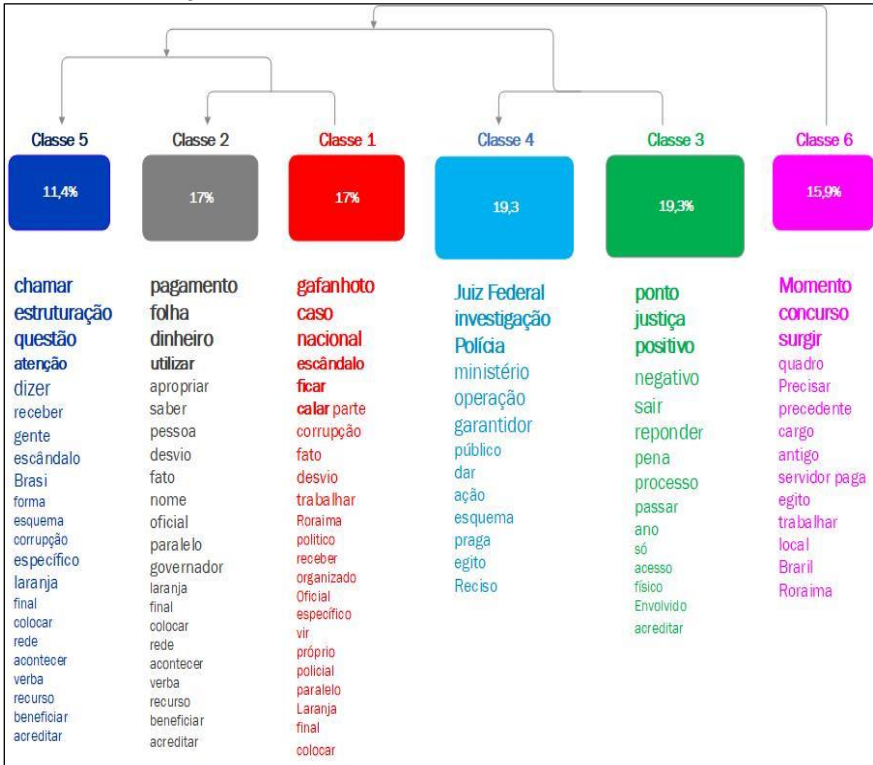 Classe 5
11,4%
chamar
estruturação
questão
atenção
dizer
receber
gente
escândalo
Brasi
forma
esquema
corrupção
específico
laranja
final
colocar
rede
acontecer
verba
recurso
beneficiar
acreditar
Classe 2
17%
pagamento
folha
dinheiro
utilizar
apropriar
saber
pessoa
desvio
fato
nome
oficial
paralelo
governador
laranja
final
colocar
rede
acontecer
verba
recurso
beneficiar
acreditar
Classe 1
17%
gafanhoto
caso
nacional
escândalo
ficar
calar parte
corrupção
fato
desvio
trabalhar
Roraima
político
receber
organizado
Oficial
específico
vir
próprio
policial
paralelo
Laranja
final
colocar
Classe 4
19,3
Juiz Federal
investigação
Polícia
ministério
operação
garantidor
público
dar
ação
esquema
praga
egito
Reciso
Classe 3
19,3%
ponto
justiça
positivo
negativo
sair
reponder
pena
processo
passar
ano
só
acesso
físico
Envolvido
acreditar
Classe 6
15,9%
Momento
concurso
surgir
quadro
Precisar
precedente
cargo
antigo
servidor paga
egito
trabalhar
local
Braril
Roraima